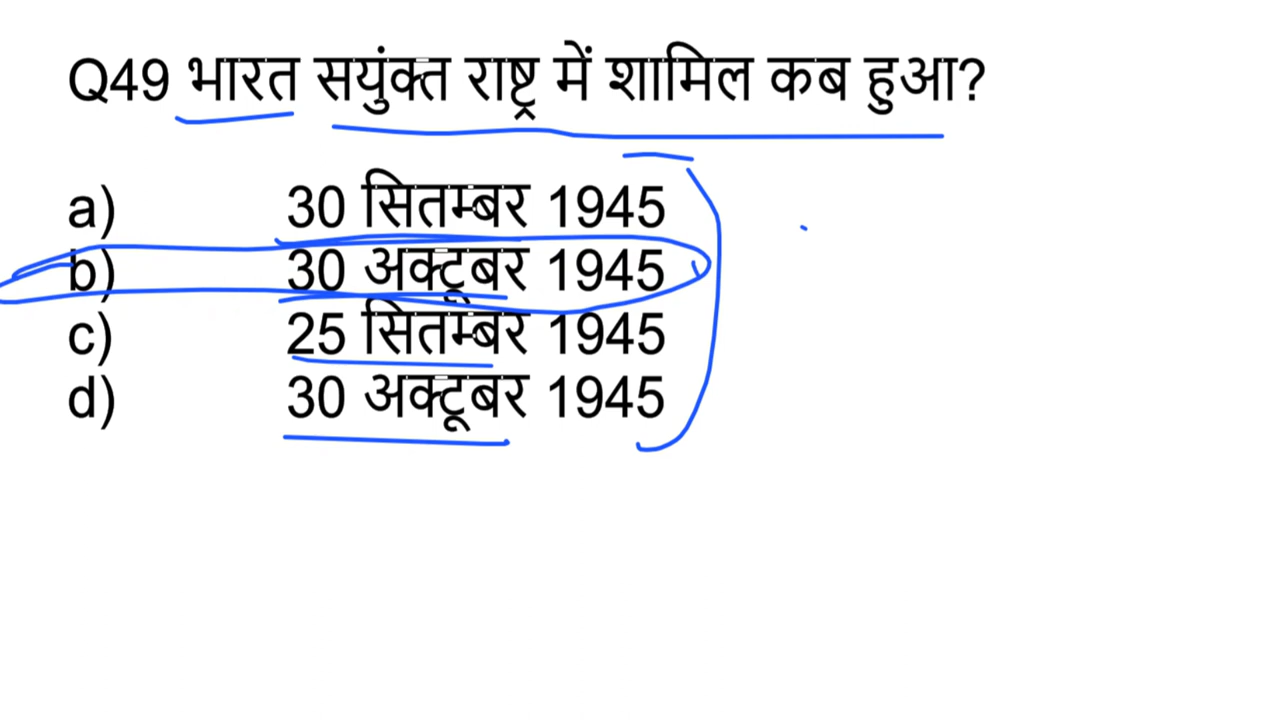 Q49 भारत सयुंक्त राष्ट्र में शामिल कब हुआ?
a) 30 सितम्बर 1945
b) 30 अक्टूबर 1945
c) 25 सितम्बर 1945
d) 30 अक्टूबर 1945